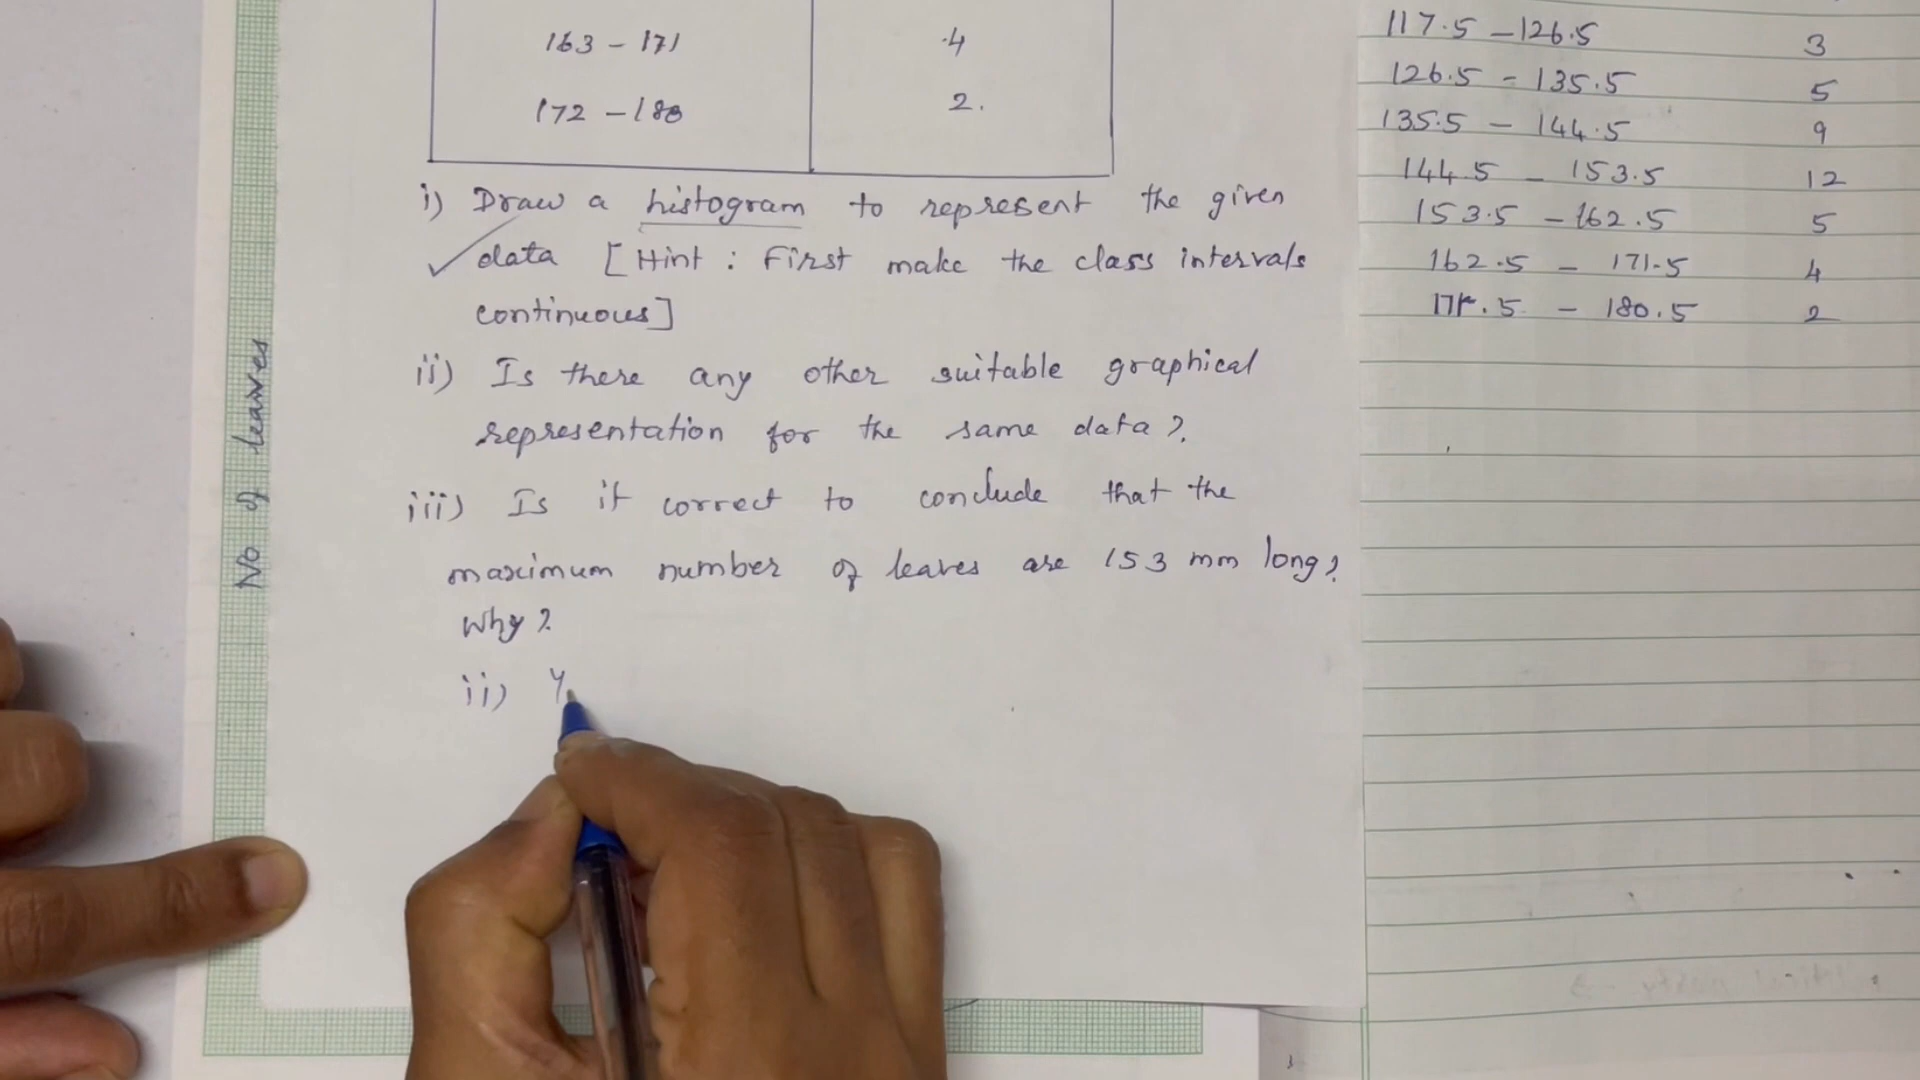 163 - 171 4
172 - 180 2.
i) Draw a histogram to represent the given
data [Hint : First make the class intervals
continuous]
ii) Is there any other suitable graphical
representation for the same data ?
iii) Is it correct to conclude that the
maximum number of leaves are 153 mm long?
Why ?
ii) Y
No of leaves
117.5 - 126.5 3
126.5 - 135.5 5
135.5 - 144.5 9
144.5 - 153.5 12
153.5 - 162.5 5
162.5 - 171.5 4
171.5 - 180.5 2